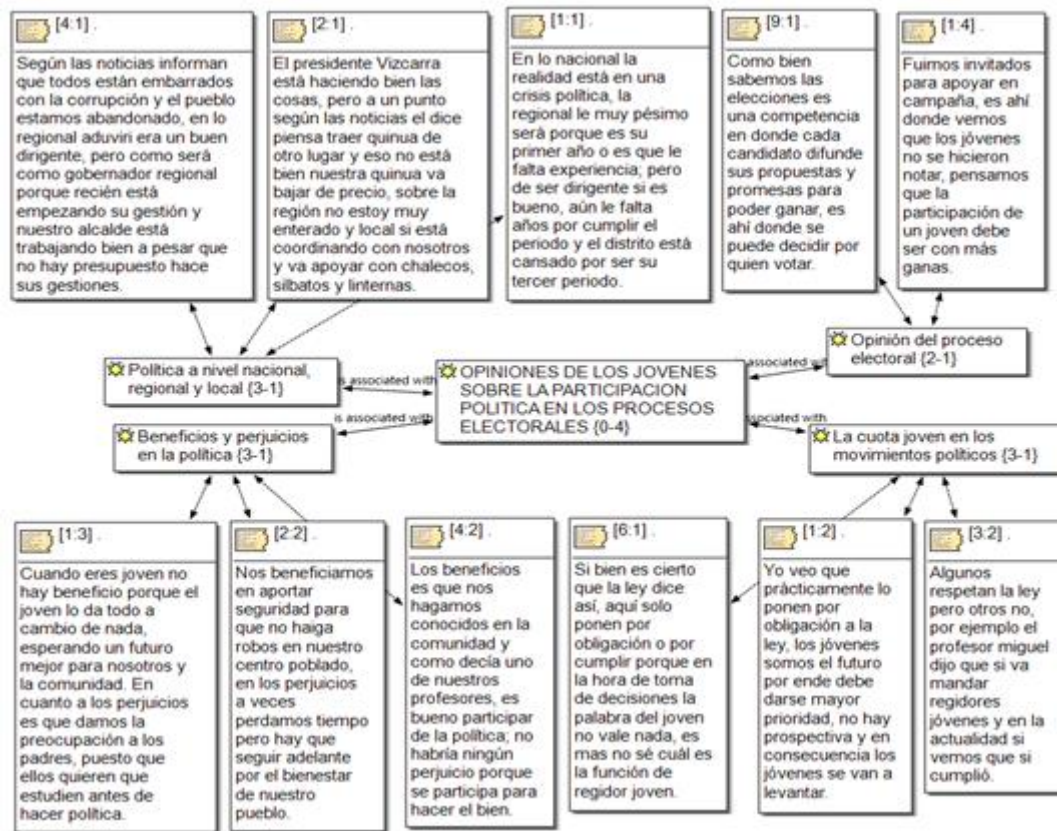 [4:1] .
Según las noticias informan
que todos están embarrados
con la corrupción y el pueblo
estamos abandonado, en lo
regional aduviri era un buen
dirigente, pero como será
como gobernador regional
porque recién está
empezando su gestión y
nuestro alcalde está
trabajando bien a pesar que
no hay presupuesto hace
sus gestiones.
[2:1] .
El presidente Vizcarra
está haciendo bien las
cosas, pero a un punto
según las noticias el dice
piensa traer quinua de
otro lugar y eso no está
bien nuestra quinua va
bajar de precio, sobre la
región no estoy muy
enterado y local si está
coordinando con nosotros
y va apoyar con chalecos,
silbatos y linternas.
[1:1] .
En lo nacional la
realidad está en una
crisis política, la
regional le muy pésimo
será porque es su
primer año o es que le
falta experiencia; pero
de ser dirigente si es
bueno, aún le falta
años por cumplir el
periodo y el distrito está
cansado por ser su
tercer periodo.
[9:1] .
Como bien
sabemos las
elecciones es
una competencia
en donde cada
candidato difunde
sus propuestas y
promesas para
poder ganar, es
ahí donde se
puede decidir por
quien votar.
[1:4] .
Fuimos invitados
para apoyar en
campaña, es ahí
donde vemos
que los jóvenes
no se hicieron
notar, pensamos
que la
participación de
un joven debe
ser con más
ganas.
Política a nivel nacional,
regional y local {3-1}
is associated with
OPINIONES DE LOS JOVENES
SOBRE LA PARTICIPACION
POLITICA EN LOS PROCESOS
ELECTORALES {0-4}
associated
Opinión del proceso
electoral {2-1}
Beneficios y perjuicios
en la política {3-1}
is associated with
associated with
La cuota joven en los
movimientos políticos {3-1}
[1:3] .
Cuando eres joven no
hay beneficio porque el
joven lo da todo a
cambio de nada,
esperando un futuro
mejor para nosotros y
la comunidad. En
cuanto a los perjuicios
es que damos la
preocupación a los
padres, puesto que
ellos quieren que
estudien antes de
hacer política.
[2:2] .
Nos beneficiamos
en aportar
seguridad para
que no haiga
robos en nuestro
centro poblado,
en los perjuicios
a veces
perdamos tiempo
pero hay que
seguir adelante
por el bienestar
de nuestro
pueblo.
[4:2] .
Los beneficios
es que nos
hagamos
conocidos en la
comunidad y
como decía uno
de nuestros
profesores, es
bueno participar
de la política; no
habría ningún
perjuicio porque
se participa para
hacer el bien.
[6:1] .
Si bien es cierto
que la ley dice
así, aquí solo
ponen por
obligación o por
cumplir porque en
la hora de toma
de decisiones la
palabra del joven
no vale nada, es
mas no sé cuál es
la función de
regidor joven.
[1:2] .
Yo veo que
prácticamente lo
ponen por
obligación a la
ley, los jóvenes
somos el futuro
por ende debe
darse mayor
prioridad, no hay
prospectiva y en
consecuencia los
jóvenes se van a
levantar.
[3:2] .
Algunos
respetan la ley
pero otros no,
por ejemplo el
profesor miguel
dijo que si va
mandar
regidores
jóvenes y en la
actualidad si
vemos que si
cumplió.